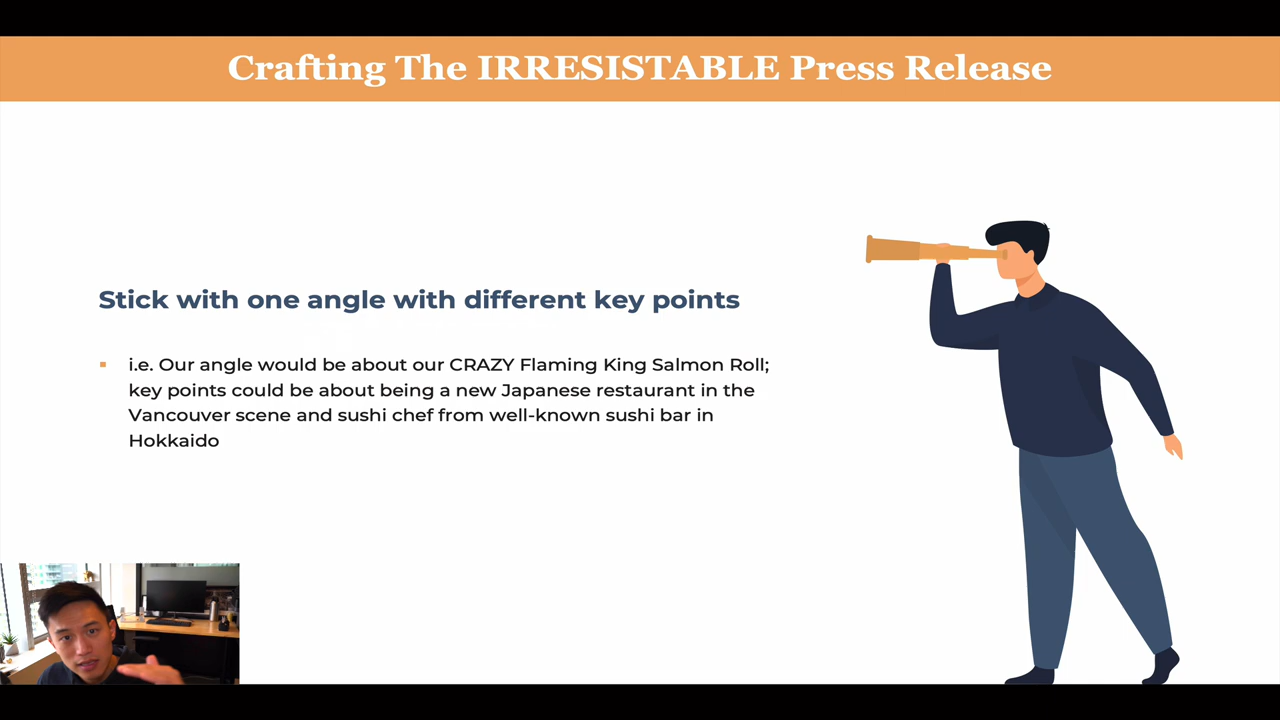 Crafting The IRRESISTABLE Press Release
Stick with one angle with different key points
i.e. Our angle would be about our CRAZY Flaming King Salmon Roll;
key points could be about being a new Japanese restaurant in the
Vancouver scene and sushi chef from well-known sushi bar in
Hokkaido